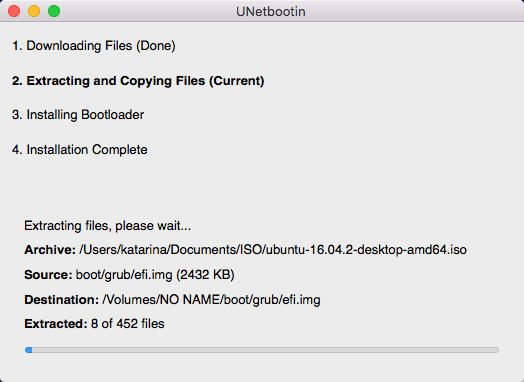 UNetbootin
1. Downloading Files (Done)
2. Extracting and Copying Files (Current)
3. Installing Bootloader
4. Installation Complete
Extracting files, please wait...
Archive: /Users/katarina/Documents/ISO/ubuntu-16.04.2-desktop-amd64.iso
Source: boot/grub/efi.img (2432 KB)
Destination: /Volumes/NO NAME/boot/grub/efi.img
Extracted: 8 of 452 files